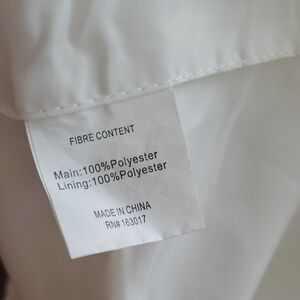 FIBRE CONTENT
Main:100%Polyester
Lining:100%Polyester
MADE IN CHINA
RN# 163017